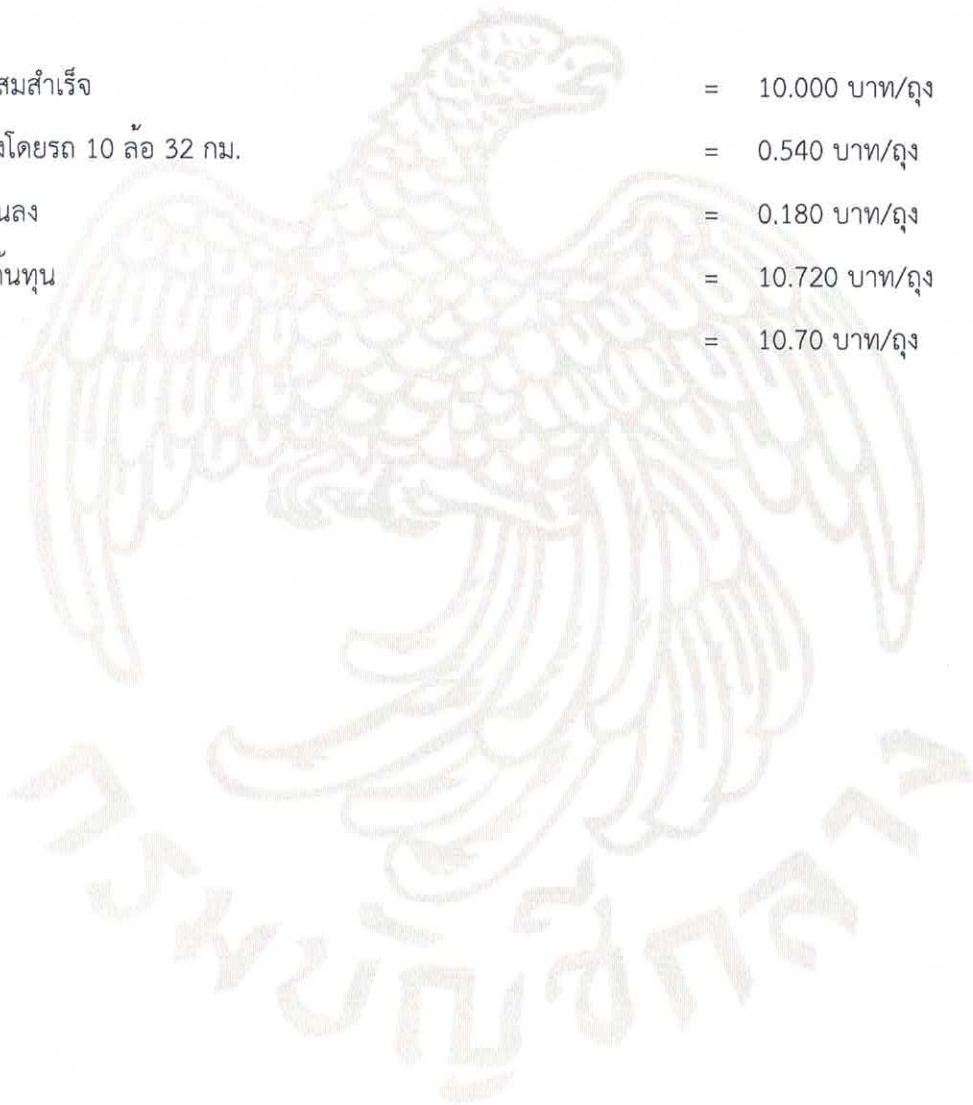 สมสำเร็จ = 10.000 บาท/ถุง
งโดยรถ 10 ล้อ 32 กม. = 0.540 บาท/ถุง
นลง = 0.180 บาท/ถุง
้นทุน = 10.720 บาท/ถุง
= 10.70 บาท/ถุง
กรมบัญชีกลาง